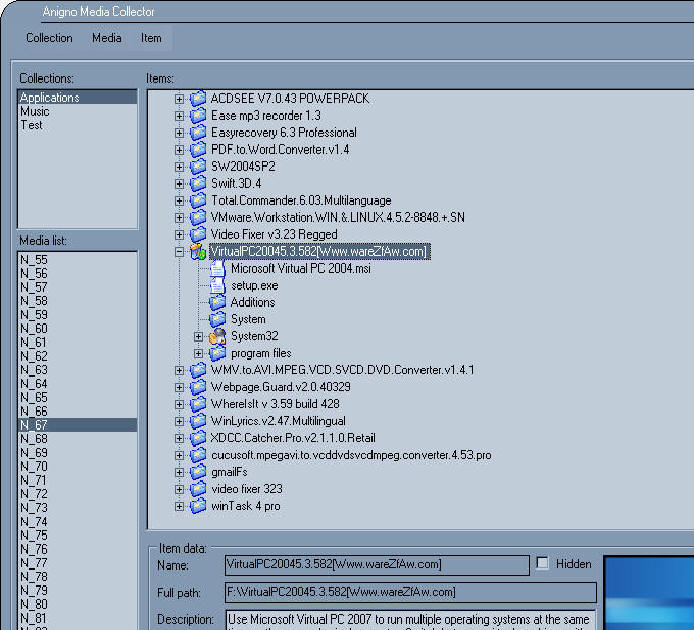 Anigno Media Collector
Collection Media Item
Collections:
Applications
Music
Test
Media list:
N_55
N_56
N_57
N_58
N_59
N_60
N_61
N_62
N_63
N_64
N_65
N_66
N_67
N_68
N_69
N_70
N_71
N_72
N_73
N_74
N_75
N_76
N_77
N_78
N_79
N_80
N_81
Items:
ACDSEE V7.0.43 POWERPACK
Ease mp3 recorder 1.3
Easyrecovery 6.3 Professional
PDF.to.Word.Converter.v1.4
SW2004SP2
Swift.3D.4
Total.Commander.6.03.Multilanguage
VMware.Workstation.WIN.&.LINUX.4.5.2-8848.+.SN
Video Fixer v3.23 Regged
VirtualPC20045.3.582[Www.wareZfAw.com]
Microsoft Virtual PC 2004.msi
setup.exe
Additions
System
System32
program files
WMV.to.AVI.MPEG.VCD.SVCD.DVD.Converter.v1.4.1
Webpage.Guard.v2.0.40329
WhereIsIt v 3.59 build 428
WinLyrics.v2.47.Multilingual
XDCC.Catcher.Pro.v2.1.1.0.Retail
cucusoft.mpegavi.to.vcddvdsvcdmpeg.converter.4.53.pro
gmailFs
video fixer 323
winTask 4 pro
Item data:
Name: VirtualPC20045.3.582[Www.wareZfAw.com] Hidden
Full path: F:\VirtualPC20045.3.582[Www.wareZfAw.com]
Description: Use Microsoft Virtual PC 2007 to run multiple operating systems at the same